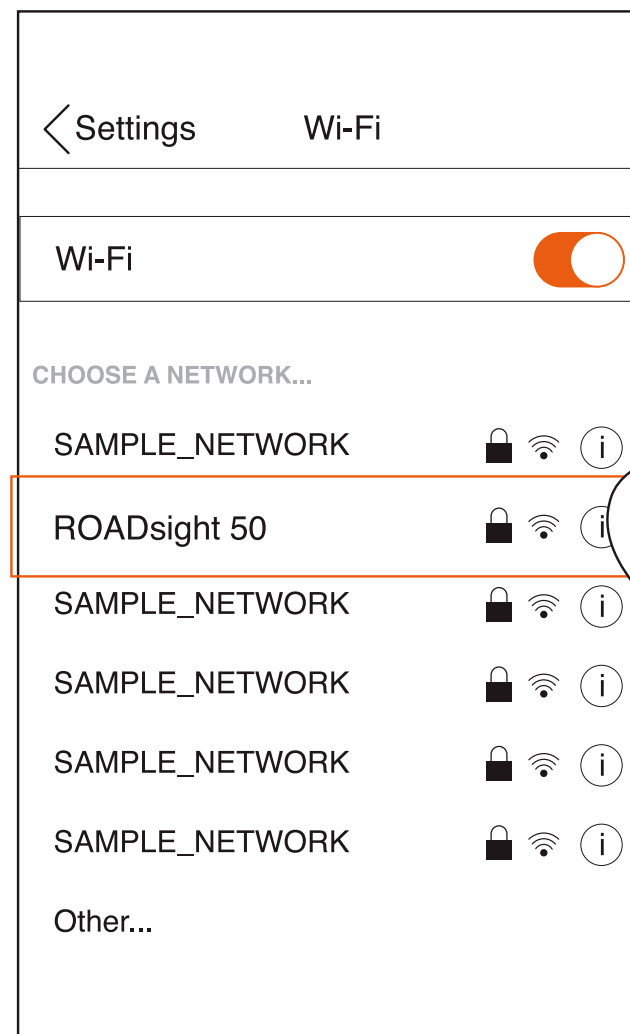 Settings Wi-Fi
Wi-Fi
CHOOSE A NETWORK...
SAMPLE_NETWORK i
ROADsight 50 i
SAMPLE_NETWORK i
SAMPLE_NETWORK i
SAMPLE_NETWORK i
SAMPLE_NETWORK i
Other...